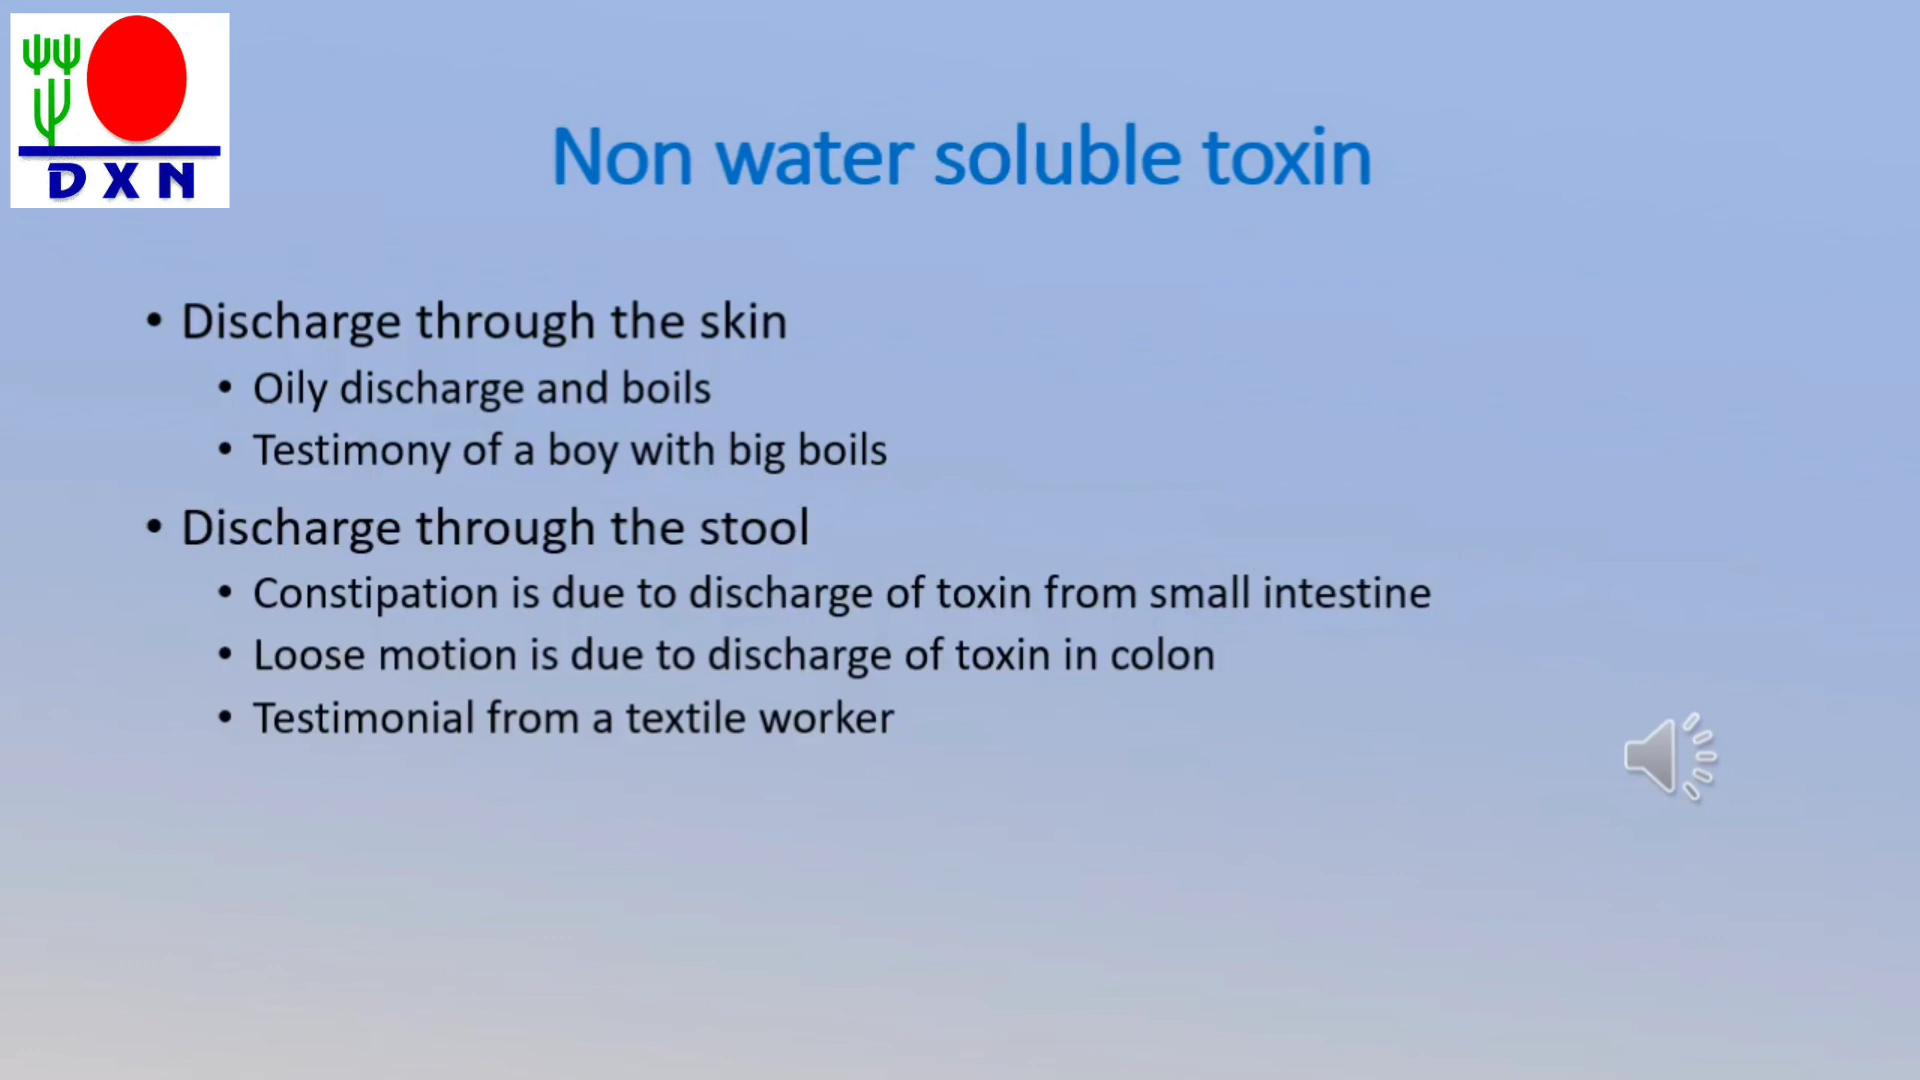 DXN
Non water soluble toxin
• Discharge through the skin
• Oily discharge and boils
• Testimony of a boy with big boils
• Discharge through the stool
• Constipation is due to discharge of toxin from small intestine
• Loose motion is due to discharge of toxin in colon
• Testimonial from a textile worker